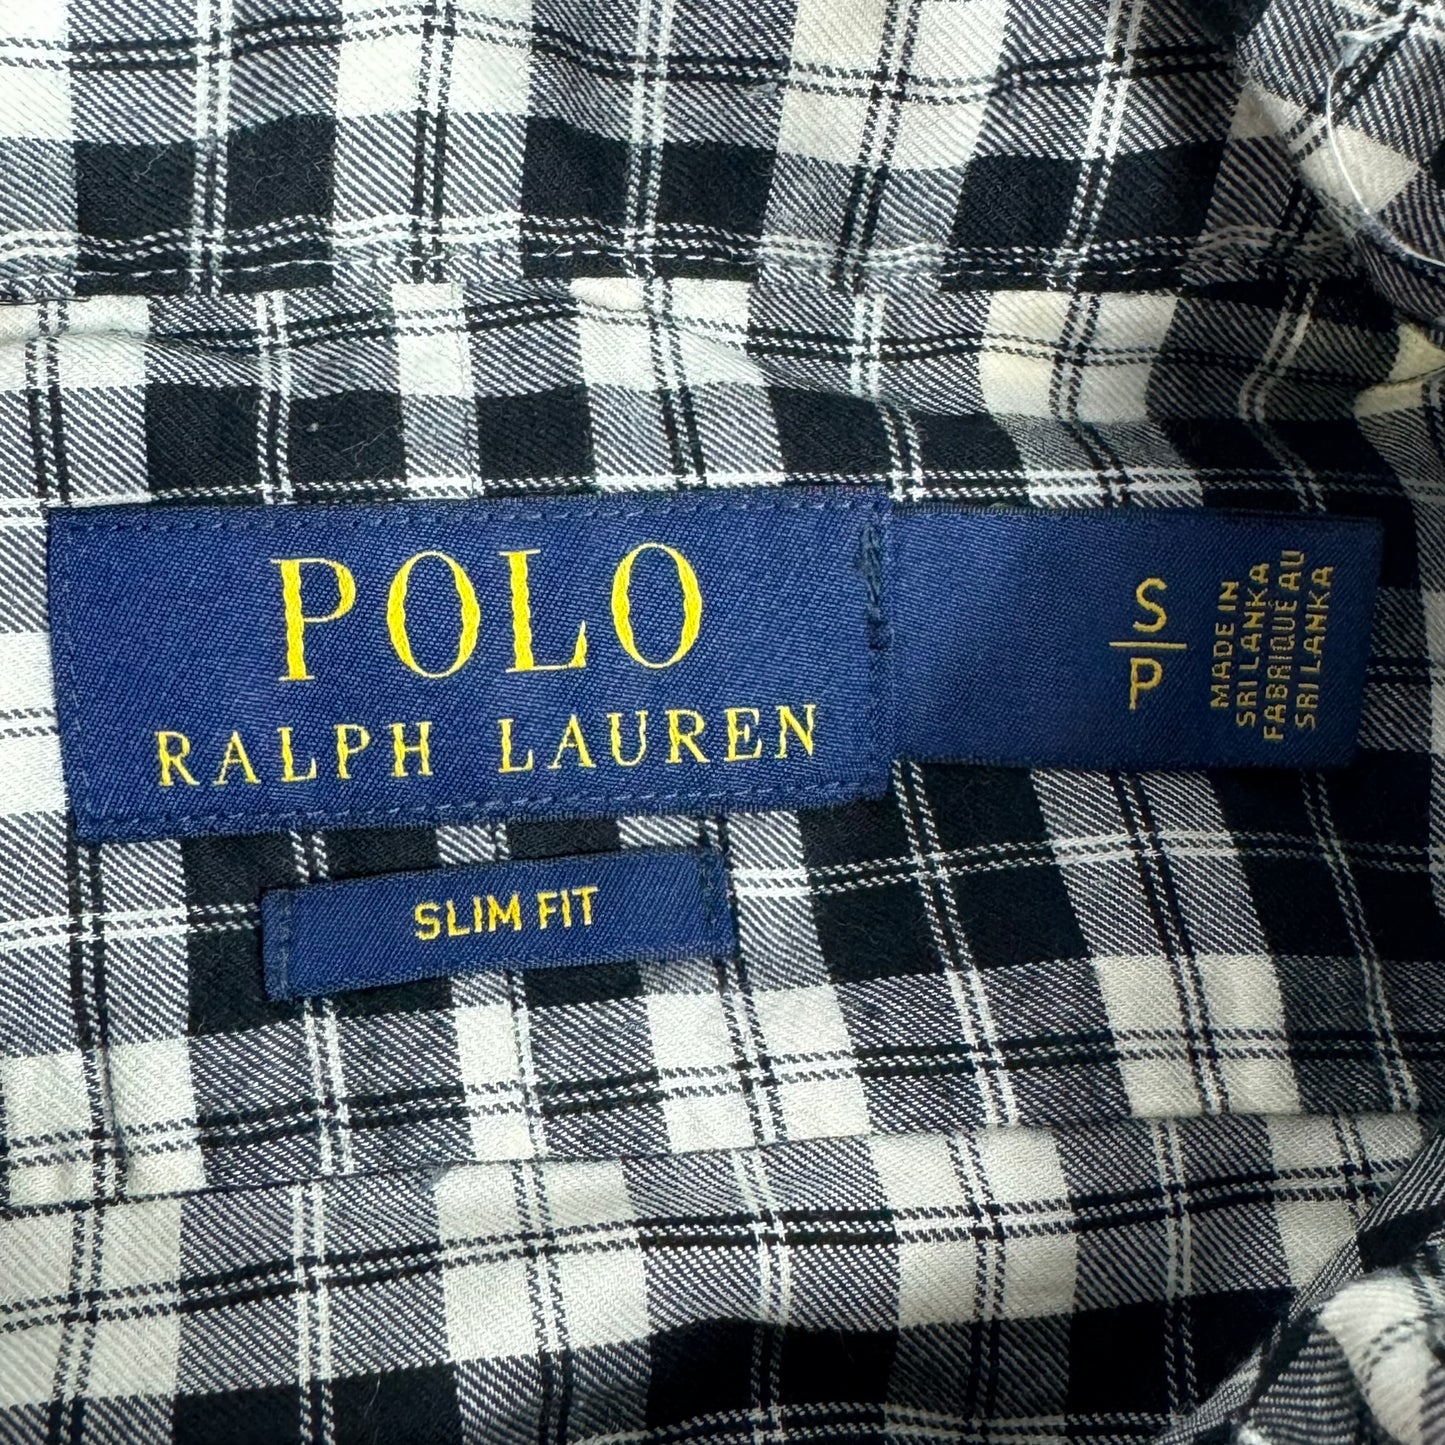 POLO
RALPH LAUREN
SLIM FIT
S
P
MADE IN
SRI LANKA
FABRIQUÉ AU
SRI LANKA